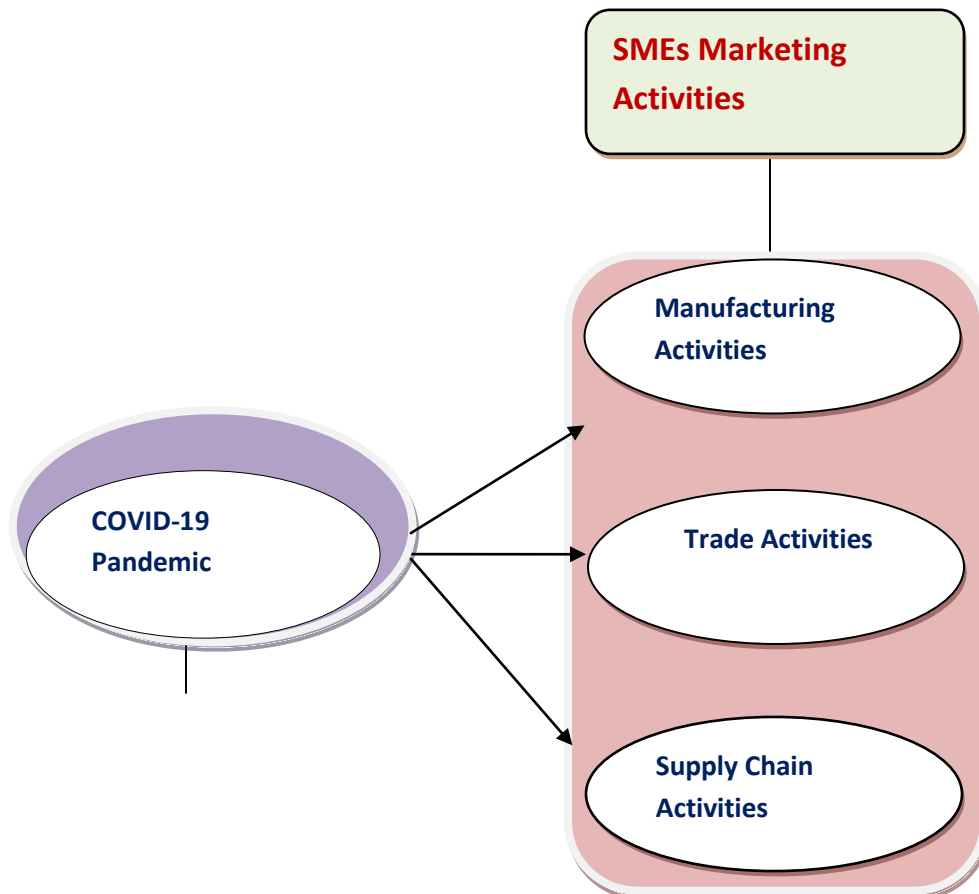 SMEs Marketing
Activities
Manufacturing
Activities
COVID-19
Pandemic
Trade Activities
Supply Chain
Activities